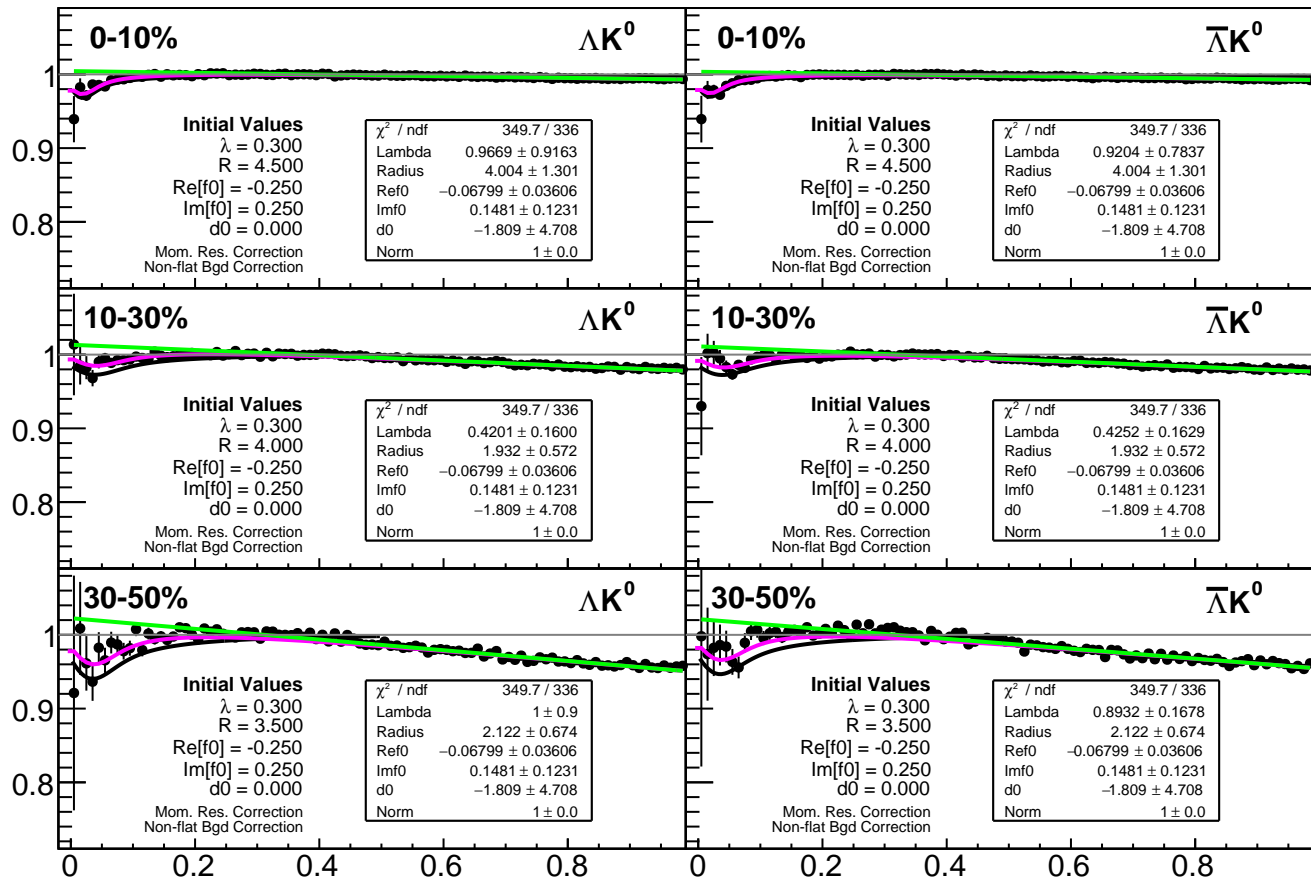 0-10% ΛK⁰
1
0.9
0.8
Initial Values
λ = 0.300
R = 4.500
Re[f0] = -0.250
Im[f0] = 0.250
d0 = 0.000
Mom. Res. Correction
Non-flat Bgd Correction
χ² / ndf 349.7 / 336
Lambda 0.9669 ± 0.9163
Radius 4.004 ± 1.301
Ref0 −0.06799 ± 0.03606
Imf0 0.1481 ± 0.1231
d0 −1.809 ± 4.708
Norm 1 ± 0.0
0-10% Λ̅K⁰
Initial Values
λ = 0.300
R = 4.500
Re[f0] = -0.250
Im[f0] = 0.250
d0 = 0.000
Mom. Res. Correction
Non-flat Bgd Correction
χ² / ndf 349.7 / 336
Lambda 0.9204 ± 0.7837
Radius 4.004 ± 1.301
Ref0 −0.06799 ± 0.03606
Imf0 0.1481 ± 0.1231
d0 −1.809 ± 4.708
Norm 1 ± 0.0
10-30% ΛK⁰
1
0.9
0.8
Initial Values
λ = 0.300
R = 4.000
Re[f0] = -0.250
Im[f0] = 0.250
d0 = 0.000
Mom. Res. Correction
Non-flat Bgd Correction
χ² / ndf 349.7 / 336
Lambda 0.4201 ± 0.1600
Radius 1.932 ± 0.572
Ref0 −0.06799 ± 0.03606
Imf0 0.1481 ± 0.1231
d0 −1.809 ± 4.708
Norm 1 ± 0.0
10-30% Λ̅K⁰
Initial Values
λ = 0.300
R = 4.000
Re[f0] = -0.250
Im[f0] = 0.250
d0 = 0.000
Mom. Res. Correction
Non-flat Bgd Correction
χ² / ndf 349.7 / 336
Lambda 0.4252 ± 0.1629
Radius 1.932 ± 0.572
Ref0 −0.06799 ± 0.03606
Imf0 0.1481 ± 0.1231
d0 −1.809 ± 4.708
Norm 1 ± 0.0
30-50% ΛK⁰
1
0.9
0.8
Initial Values
λ = 0.300
R = 3.500
Re[f0] = -0.250
Im[f0] = 0.250
d0 = 0.000
Mom. Res. Correction
Non-flat Bgd Correction
χ² / ndf 349.7 / 336
Lambda 1 ± 0.9
Radius 2.122 ± 0.674
Ref0 −0.06799 ± 0.03606
Imf0 0.1481 ± 0.1231
d0 −1.809 ± 4.708
Norm 1 ± 0.0
30-50% Λ̅K⁰
Initial Values
λ = 0.300
R = 3.500
Re[f0] = -0.250
Im[f0] = 0.250
d0 = 0.000
Mom. Res. Correction
Non-flat Bgd Correction
χ² / ndf 349.7 / 336
Lambda 0.8932 ± 0.1678
Radius 2.122 ± 0.674
Ref0 −0.06799 ± 0.03606
Imf0 0.1481 ± 0.1231
d0 −1.809 ± 4.708
Norm 1 ± 0.0
0 0.2 0.4 0.6 0.8 0 0.2 0.4 0.6 0.8